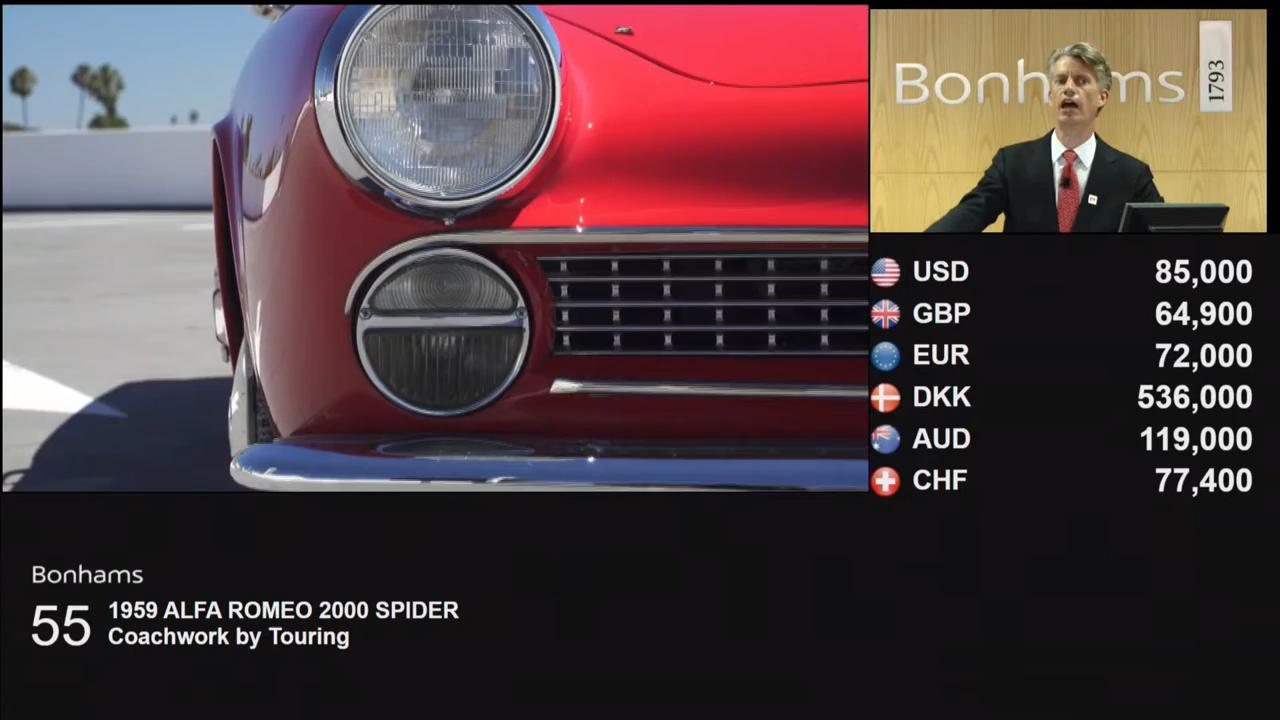 Bonhams
1793
USD 85,000
GBP 64,900
EUR 72,000
DKK 536,000
AUD 119,000
CHF 77,400
Bonhams
55
1959 ALFA ROMEO 2000 SPIDER
Coachwork by Touring